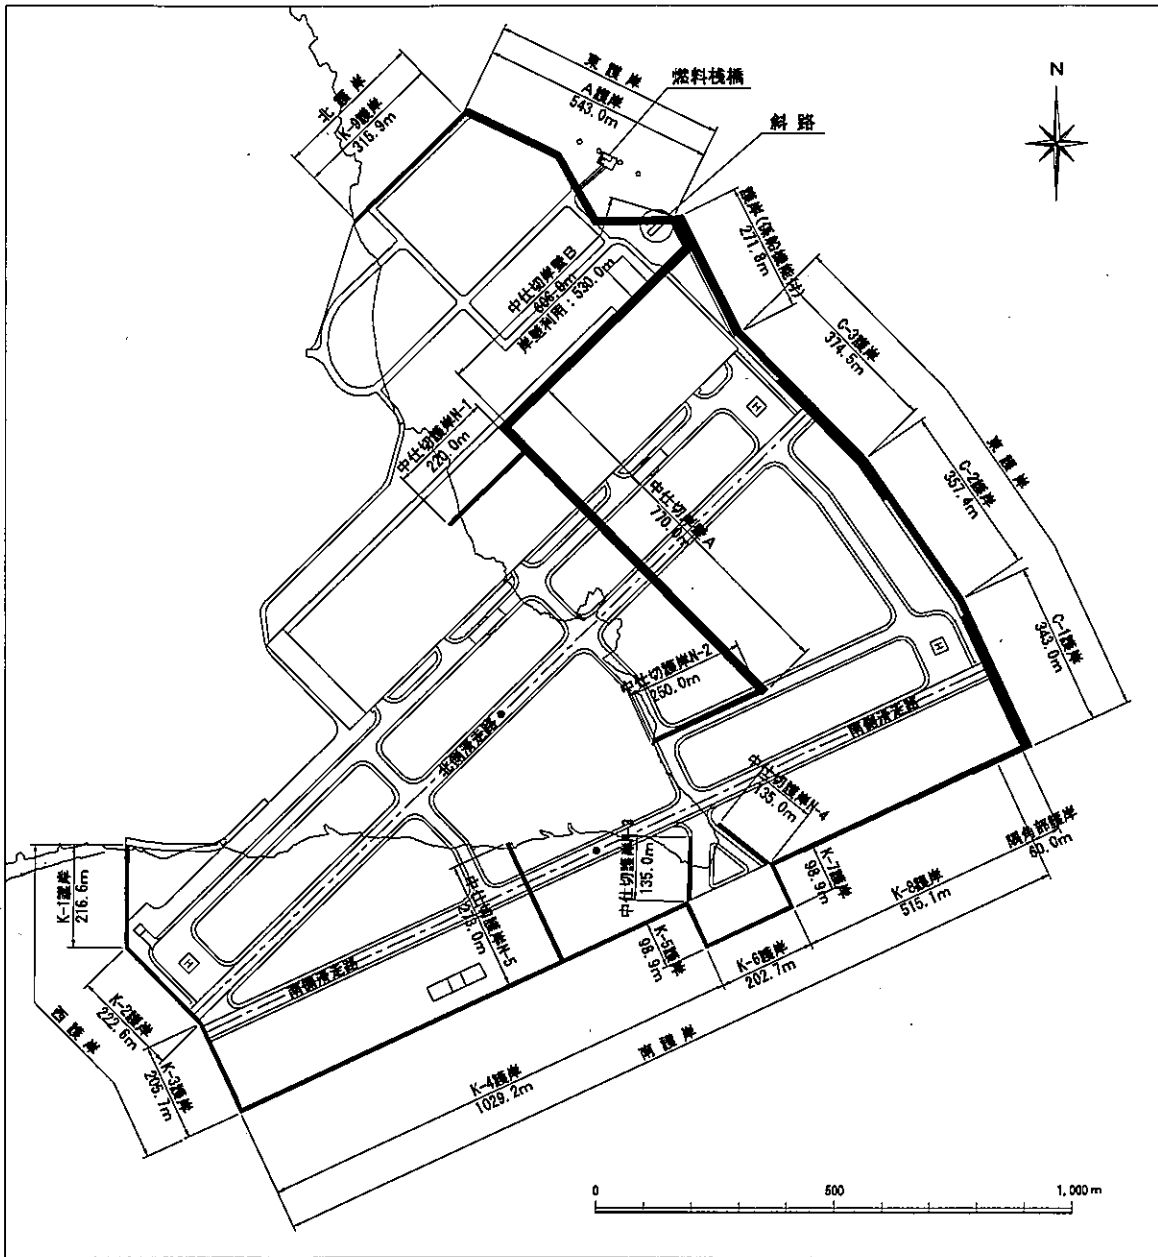 東護岸
A護岸
543.0m
燃料桟橋
斜路
N
北護岸
K-9護岸
315.9m
護岸(係船機能付)
271.8m
中仕切岸壁B
606.0m
岸壁利用:530.0m
C-3護岸
374.5m
中仕切護岸N-1
220.0m
東護岸
C-2護岸
357.4m
中仕切岸壁A
770.0m
H
C-1護岸
343.0m
H
中仕切護岸N-2
250.0m
北側滑走路
南側滑走路
中仕切護岸N-4
135.0m
隅角部護岸
60.0m
中仕切護岸N-3
135.0m
K-7護岸
98.9m
K-8護岸
515.1m
K-1護岸
216.6m
中仕切護岸N-5
K-5護岸
98.9m
K-6護岸
202.7m
H
南側滑走路
K-2護岸
222.6m
西護岸
K-3護岸
南護岸
K-4護岸
1029.2m
0
500
1,000m